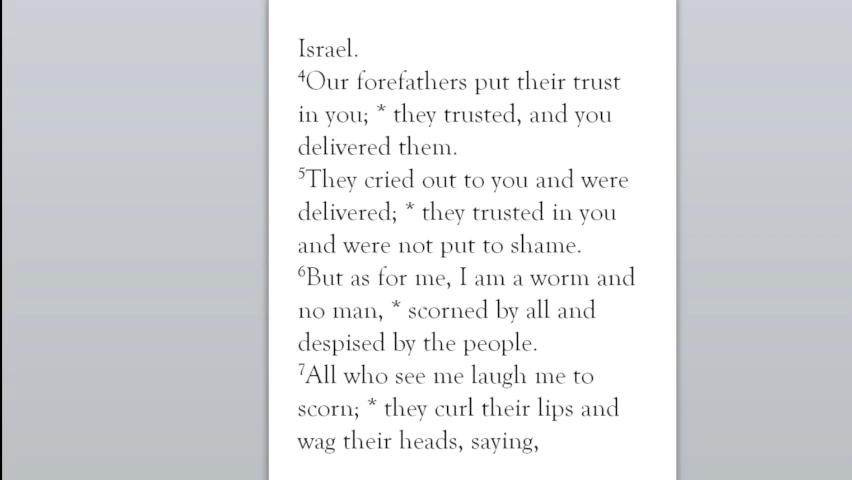 Israel.
⁴Our forefathers put their trust
in you; * they trusted, and you
delivered them.
⁵They cried out to you and were
delivered; * they trusted in you
and were not put to shame.
⁶But as for me, I am a worm and
no man, * scorned by all and
despised by the people.
⁷All who see me laugh me to
scorn; * they curl their lips and
wag their heads, saying,